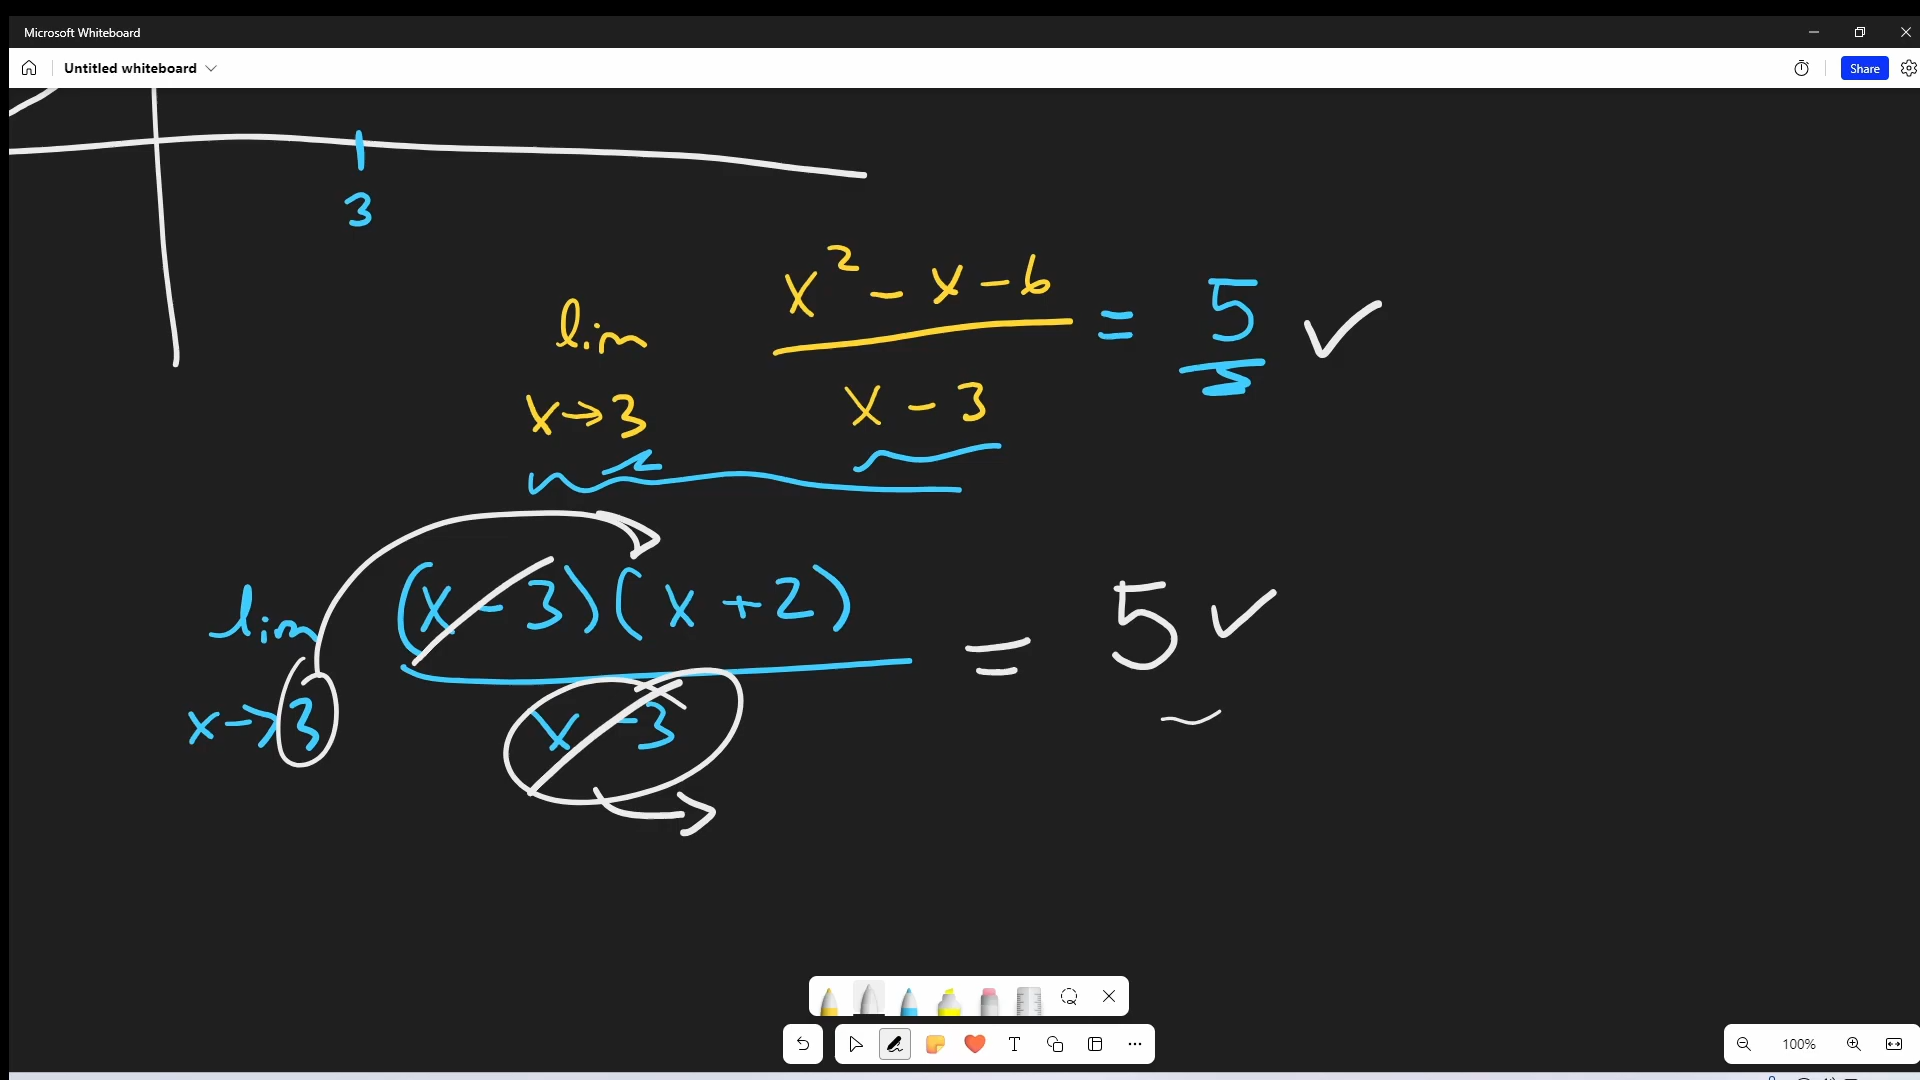 Microsoft Whiteboard
Untitled whiteboard
Share
3
lim x→3 (x² - x - 6)/(x - 3) = 5 ✓
lim x→3 (x - 3)(x + 2)/(x - 3) = 5 ✓
100%